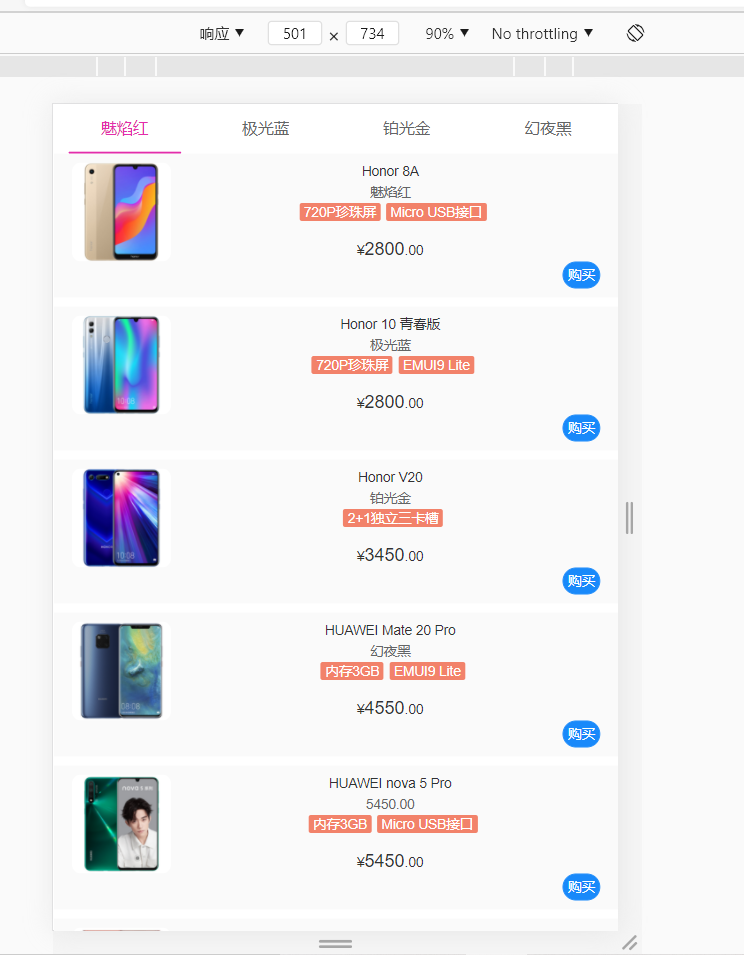 响应 ▼ 501 × 734 90% ▼ No throttling ▼
魅焰红 极光蓝 铂光金 幻夜黑
Honor 8A
魅焰红
720P珍珠屏 Micro USB接口
¥2800.00
购买
Honor 10 青春版
极光蓝
720P珍珠屏 EMUI9 Lite
¥2800.00
购买
Honor V20
铂光金
2+1独立三卡槽
¥3450.00
购买
HUAWEI Mate 20 Pro
幻夜黑
内存3GB EMUI9 Lite
¥4550.00
购买
HUAWEI nova 5 Pro
5450.00
内存3GB Micro USB接口
¥5450.00
购买